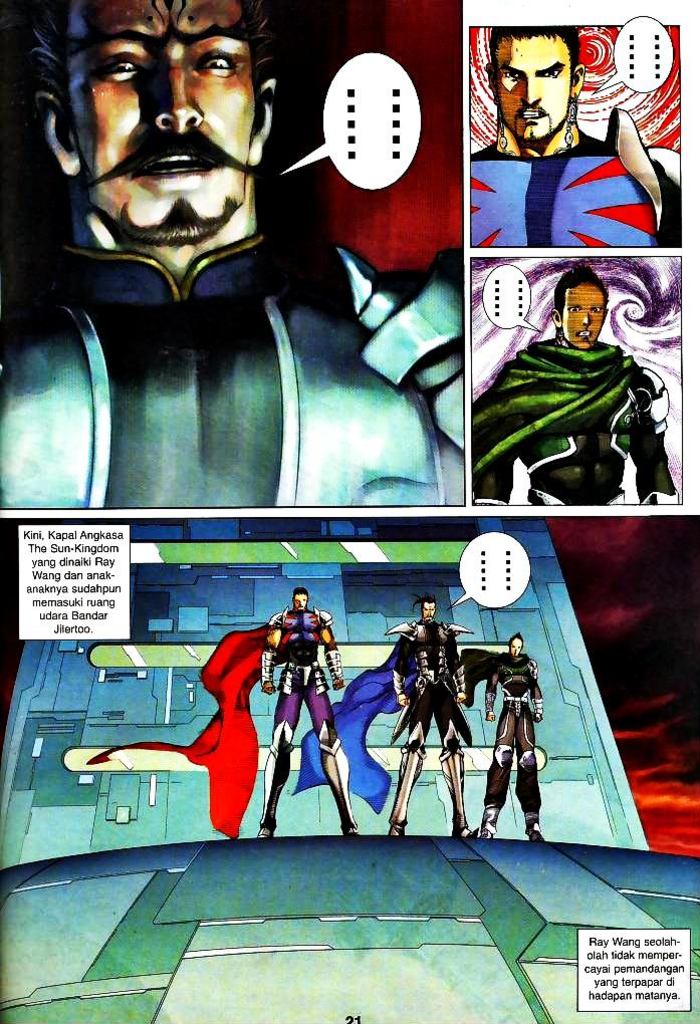 Kini, Kapal Angkasa
The Sun-Kingdom
yang dinaiki Ray
Wang dan anak-
anaknya sudahpun
memasuki ruang
udara Bandar
Jilertoo.
Ray Wang seolah-
olah tidak memper-
cayai pemandangan
yang terpapar di
hadapan matanya.
21